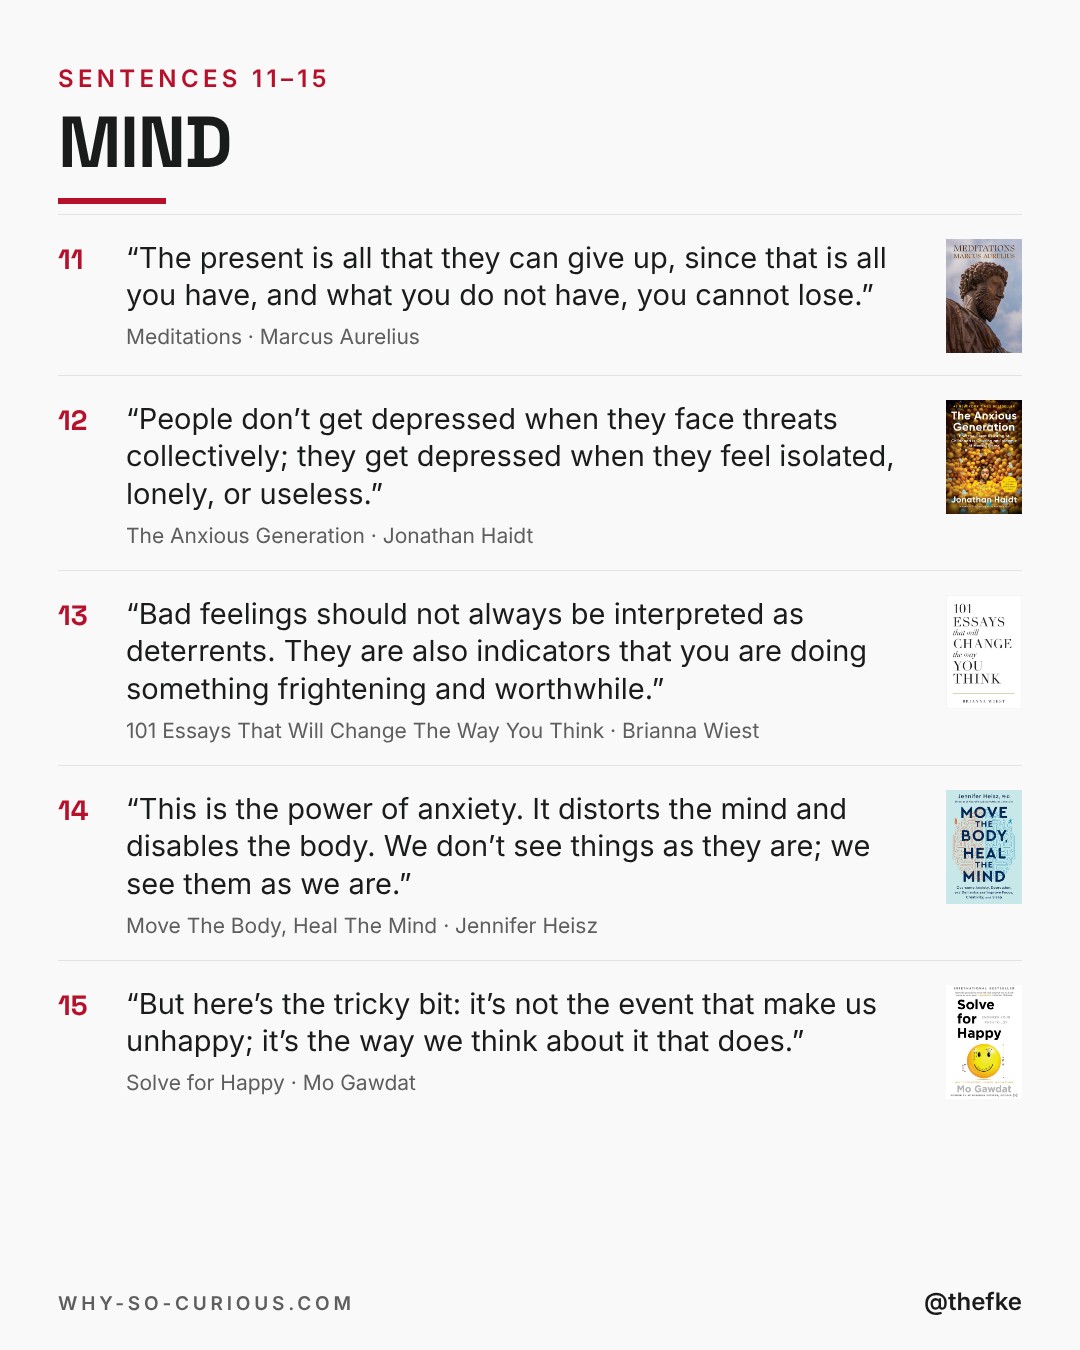 SENTENCES 11–15
MIND
11
“The present is all that they can give up, since that is all
you have, and what you do not have, you cannot lose.”
Meditations · Marcus Aurelius
MEDITATIONS
MARCUS AURELIUS
12
“People don’t get depressed when they face threats
collectively; they get depressed when they feel isolated,
lonely, or useless.”
The Anxious Generation · Jonathan Haidt
The Anxious
Generation
Jonathan Haidt
13
“Bad feelings should not always be interpreted as
deterrents. They are also indicators that you are doing
something frightening and worthwhile.”
101 Essays That Will Change The Way You Think · Brianna Wiest
101
ESSAYS
that will
CHANGE
the way
YOU
THINK
BRIANNA WIEST
14
“This is the power of anxiety. It distorts the mind and
disables the body. We don’t see things as they are; we
see them as we are.”
Move The Body, Heal The Mind · Jennifer Heisz
Jennifer Heisz, PhD
MOVE
THE
BODY,
HEAL
THE
MIND
15
“But here’s the tricky bit: it’s not the event that make us
unhappy; it’s the way we think about it that does.”
Solve for Happy · Mo Gawdat
INTERNATIONAL BESTSELLER
Solve
for
Happy
Mo Gawdat
WHY-SO-CURIOUS.COM
@thefke